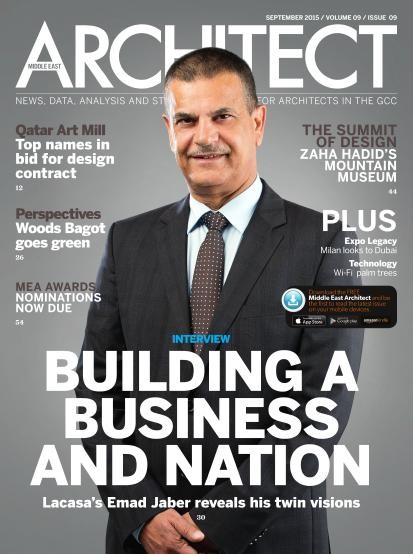 SEPTEMBER 2015 / VOLUME 09 / ISSUE 09
ARCHITECT
MIDDLE EAST
NEWS, DATA, ANALYSIS AND ST FOR ARCHITECTS IN THE GCC
Qatar Art Mill
Top names in
bid for design
contract
12
Perspectives
Woods Bagot
goes green
26
MEA AWARDS
NOMINATIONS
NOW DUE
54
THE SUMMIT
OF DESIGN
ZAHA HADID'S
MOUNTAIN
MUSEUM
44
PLUS
Expo Legacy
Milan looks to Dubai
Technology
Wi-Fi palm trees
Download the FREE
Middle East Architect and be
the first to read the latest issue
on your mobile devices
App Store
Google play
amazon
INTERVIEW
BUILDING A
BUSINESS
AND NATION
Lacasa's Emad Jaber reveals his twin visions
30